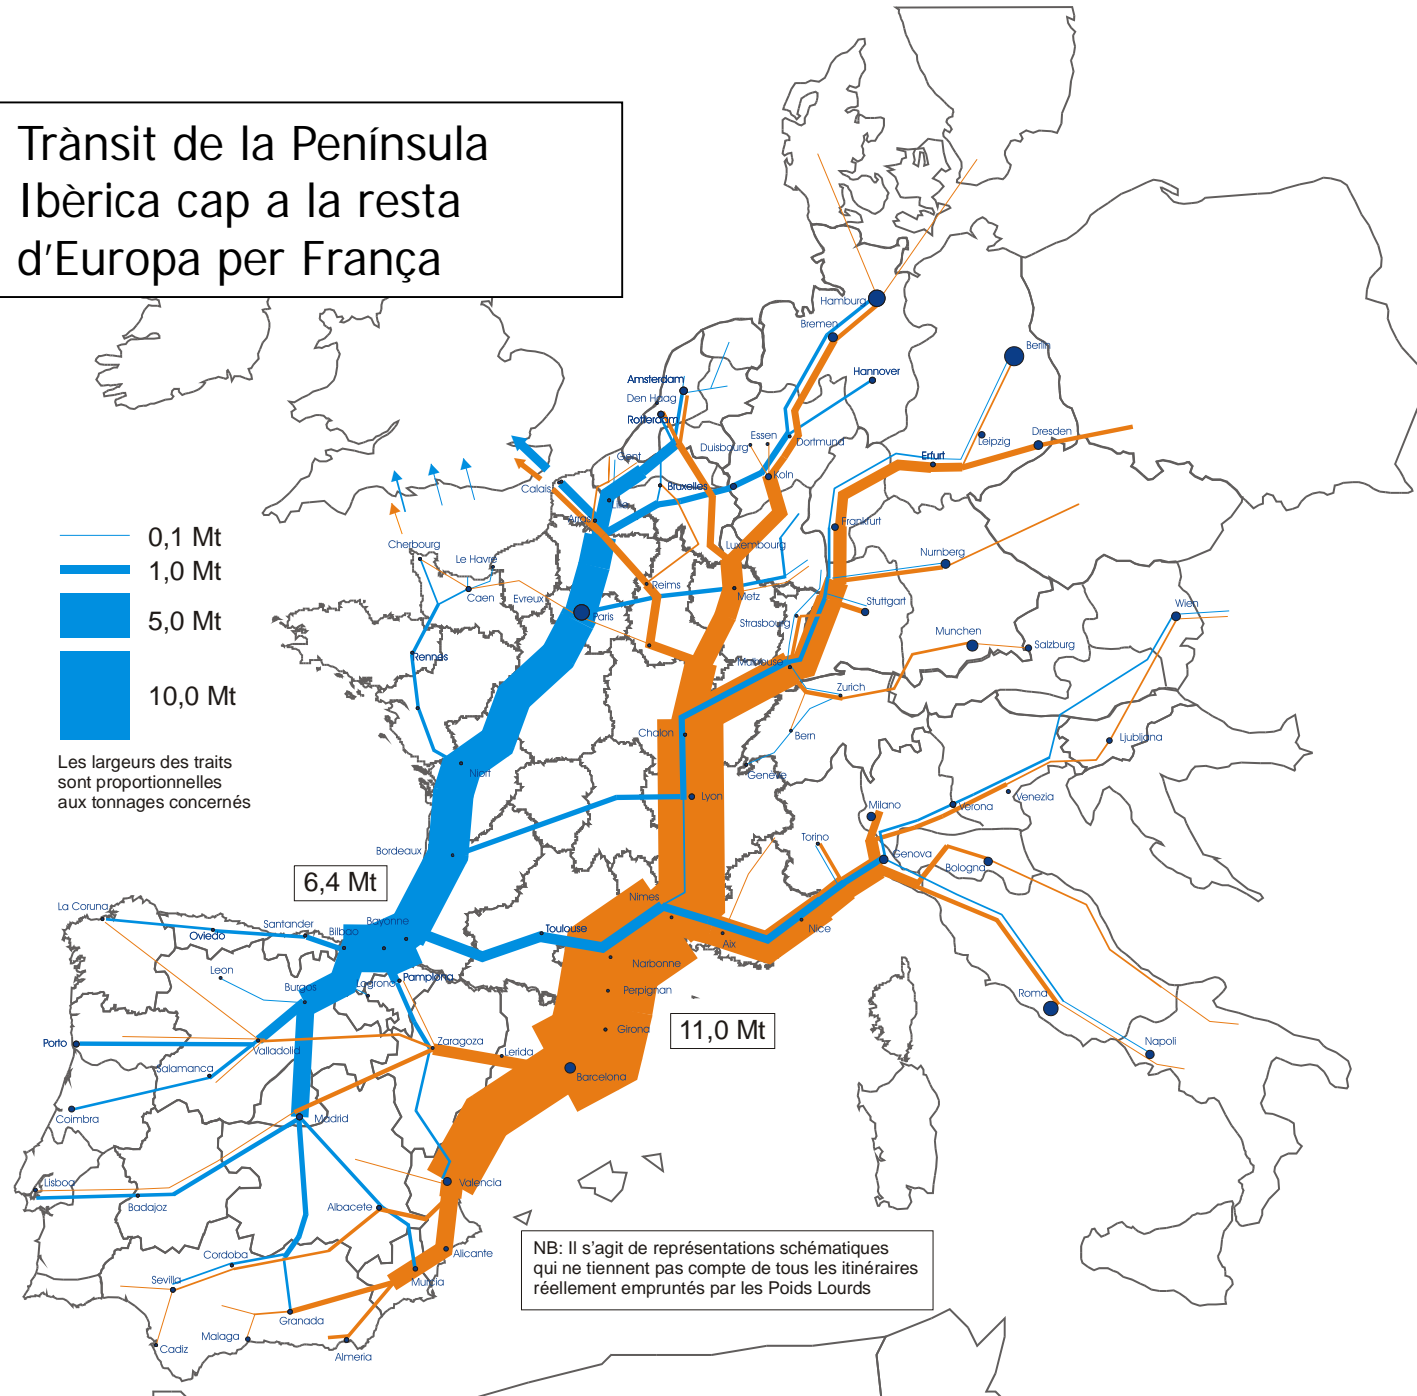 Trànsit de la Península
Ibèrica cap a la resta
d'Europa per França
Hamburg
Bremen
Berlin
Hannover
Amsterdam
Den Haag
Rotterdam
Essen
Duisbourg
Dortmund
Leipzig
Dresden
Erfurt
Gent
Koln
Calais
Bruxelles
Lille
Arras
Frankfurt
0,1 Mt
1,0 Mt
5,0 Mt
10,0 Mt
Les largeurs des traits
sont proportionnelles
aux tonnages concernés
Cherbourg
Le Havre
Luxembourg
Nurnberg
Caen
Evreux
Reims
Metz
Paris
Strasbourg
Stuttgart
Wien
Rennes
Munchen
Salzburg
Mulhouse
Zurich
Chalon
Bern
Ljubljana
Niort
Genève
Lyon
Milano
Verona
Venezia
Torino
Bordeaux
Genova
Bologna
6,4 Mt
Nimes
La Coruna
Oviedo
Santander
Bilbao
Bayonne
Toulouse
Aix
Nice
Leon
Burgos
Logrono
Pamplona
Narbonne
Perpignan
Roma
Girona
11,0 Mt
Porto
Valladolid
Zaragoza
Lerida
Napoli
Salamanca
Barcelona
Coimbra
Madrid
Lisboa
Badajoz
Valencia
Albacete
Cordoba
Alicante
Sevilla
Murcia
Granada
Malaga
Cadiz
Almeria
NB: Il s'agit de représentations schématiques
qui ne tiennent pas compte de tous les itinéraires
réellement empruntés par les Poids Lourds